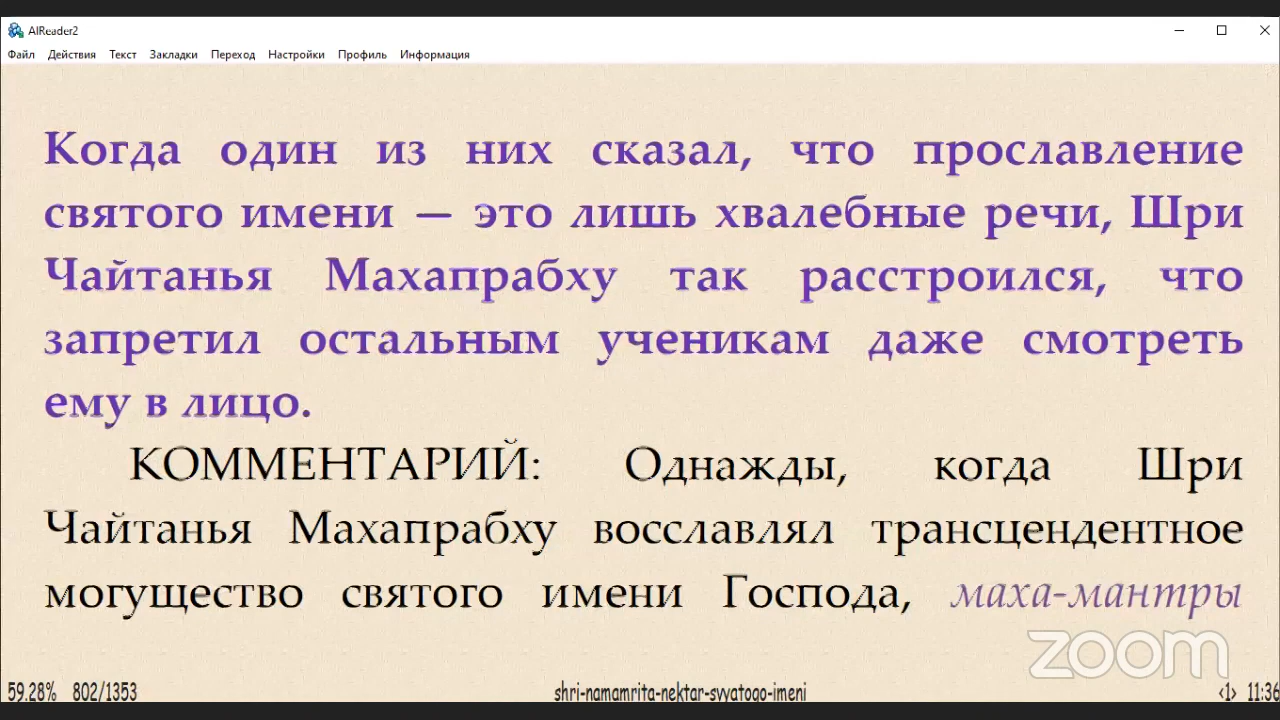 AlReader2
Файл Действия Текст Закладки Переход Настройки Профиль Информация
Когда один из них сказал, что прославление
святого имени — это лишь хвалебные речи, Шри
Чайтанья Махапрабху так расстроился, что
запретил остальным ученикам даже смотреть
ему в лицо.
КОММЕНТАРИЙ: Однажды, когда Шри
Чайтанья Махапрабху восславлял трансцендентное
могущество святого имени Господа, маха-мантры
zoom
59.28% 802/1353 shri-namamrita-nektar-svyatogo-imeni ‹1› 11:36